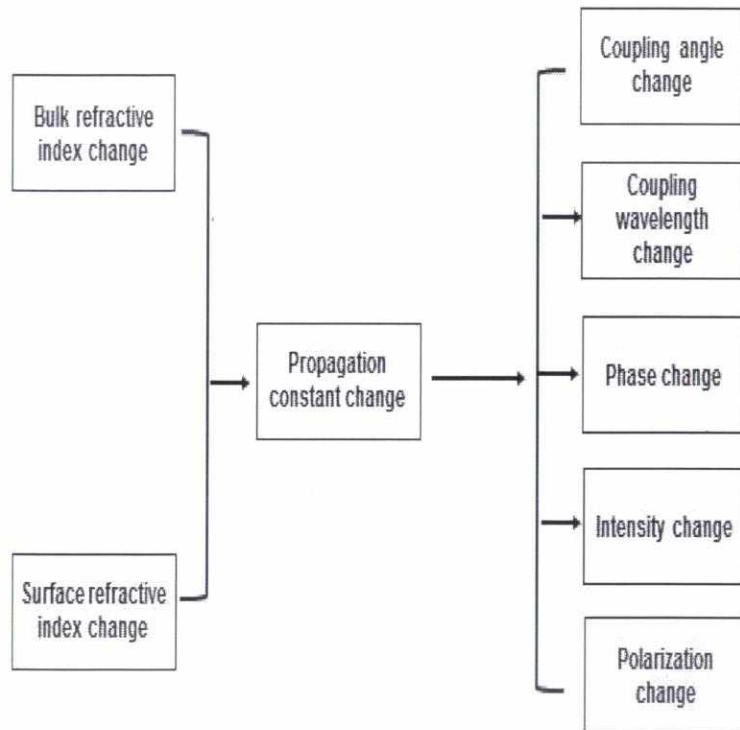 Bulk refractive
index change
Surface refractive
index change
Propagation
constant change
Coupling angle
change
Coupling
wavelength
change
Phase change
Intensity change
Polarization
change